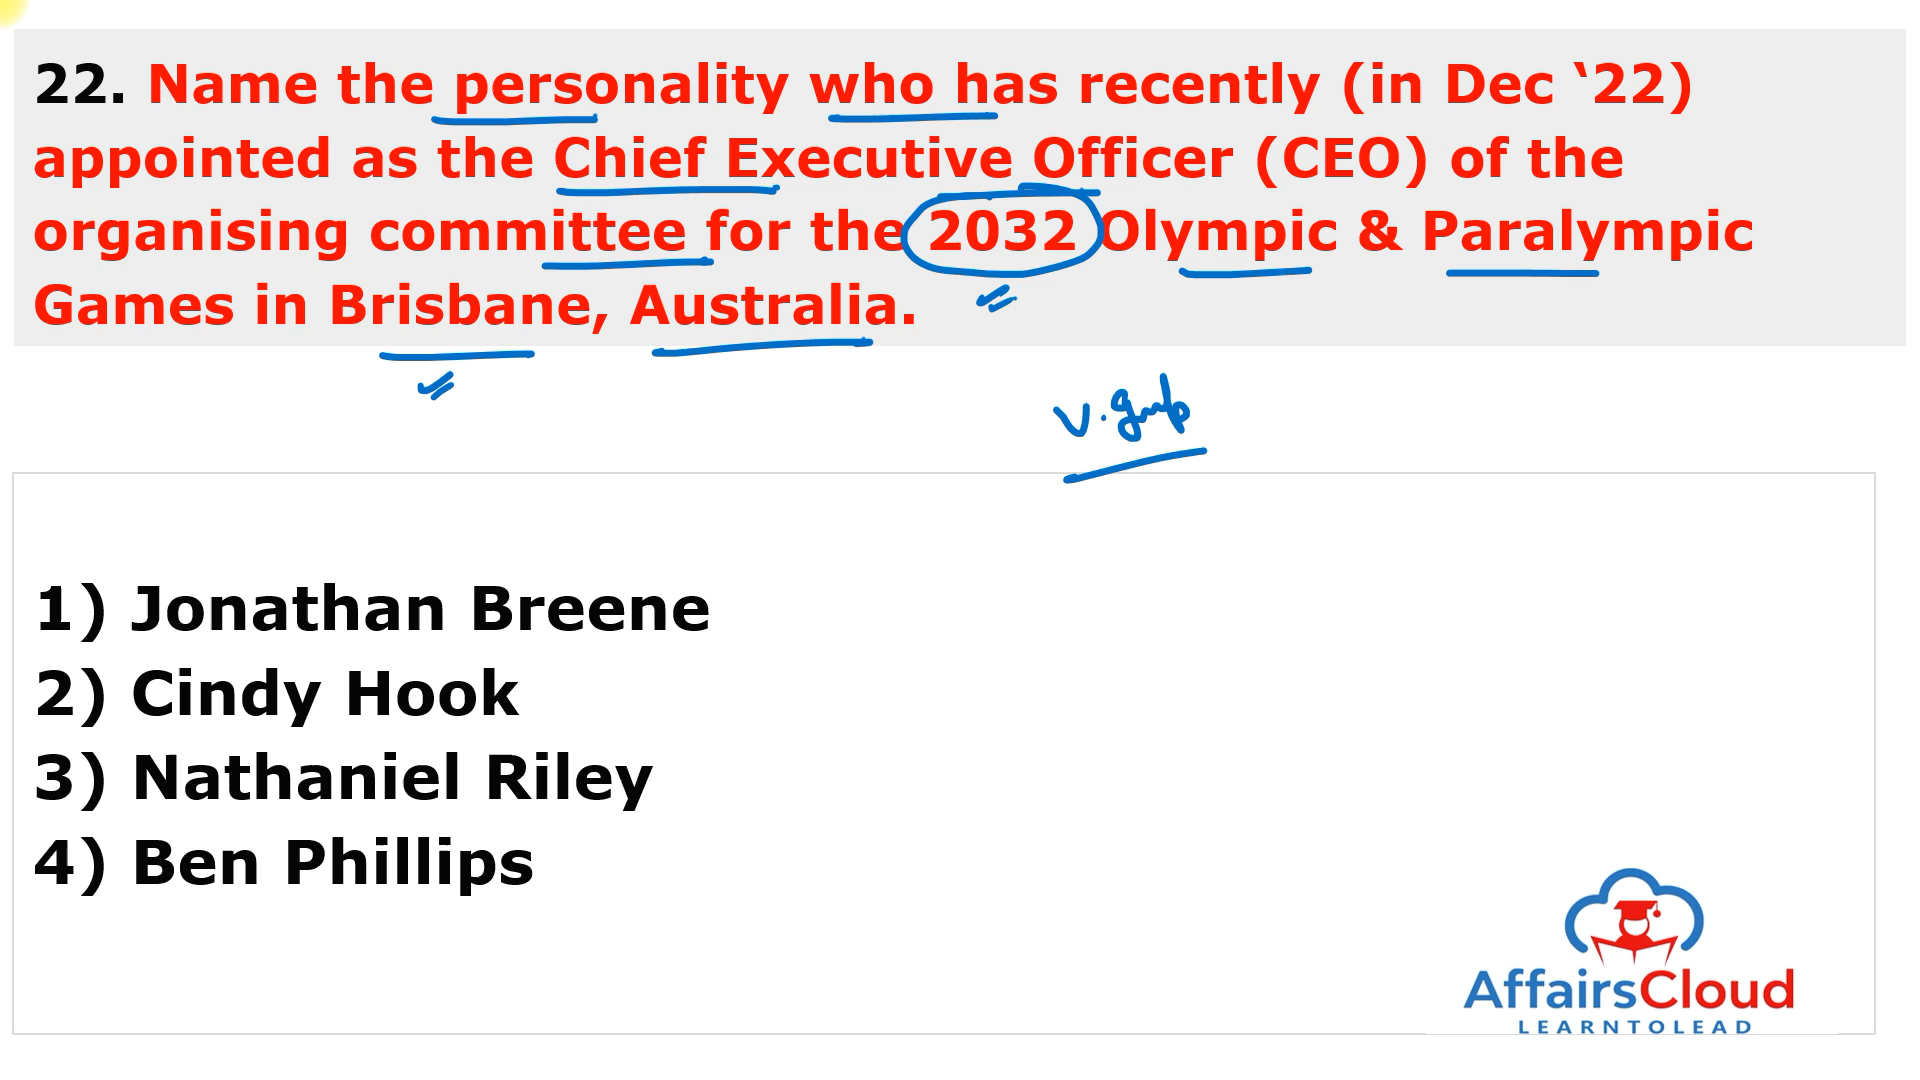 22. Name the personality who has recently (in Dec ‘22)
appointed as the Chief Executive Officer (CEO) of the
organising committee for the 2032 Olympic & Paralympic
Games in Brisbane, Australia.
1) Jonathan Breene
2) Cindy Hook
3) Nathaniel Riley
4) Ben Phillips
AffairsCloud
LEARNTOLEAD